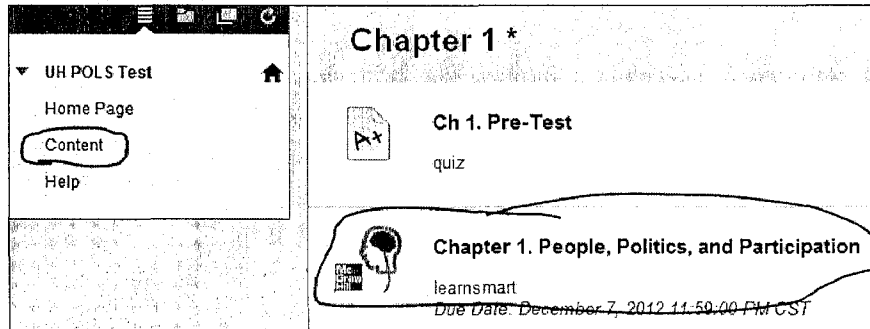 UH POLS Test
Home Page
Content
Help
Chapter 1 *
Ch 1. Pre-Test
quiz
Chapter 1. People, Politics, and Participation
learnsmart
Due Date: December 7, 2012 11:59:00 PM CST